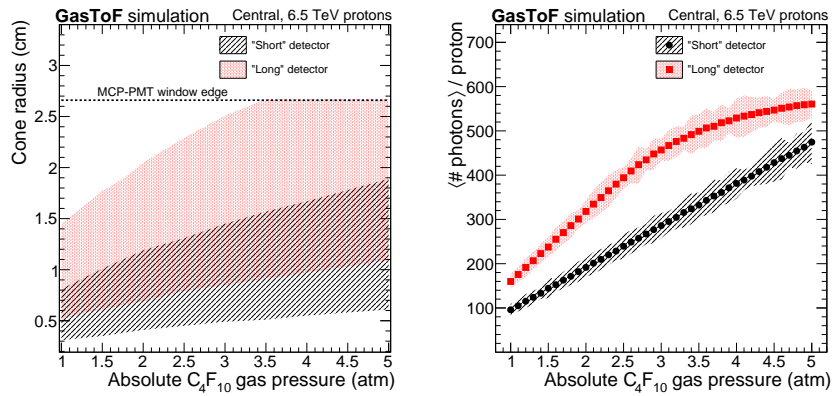 GasToF simulation Central, 6.5 TeV protons
Cone radius (cm)
3
2.5
2
1.5
1
0.5
"Short" detector
"Long" detector
MCP-PMT window edge
1 1.5 2 2.5 3 3.5 4 4.5 5
Absolute C4F10 gas pressure (atm)
GasToF simulation Central, 6.5 TeV protons
⟨# photons⟩ / proton
700
600
500
400
300
200
100
"Short" detector
"Long" detector
1 1.5 2 2.5 3 3.5 4 4.5 5
Absolute C4F10 gas pressure (atm)